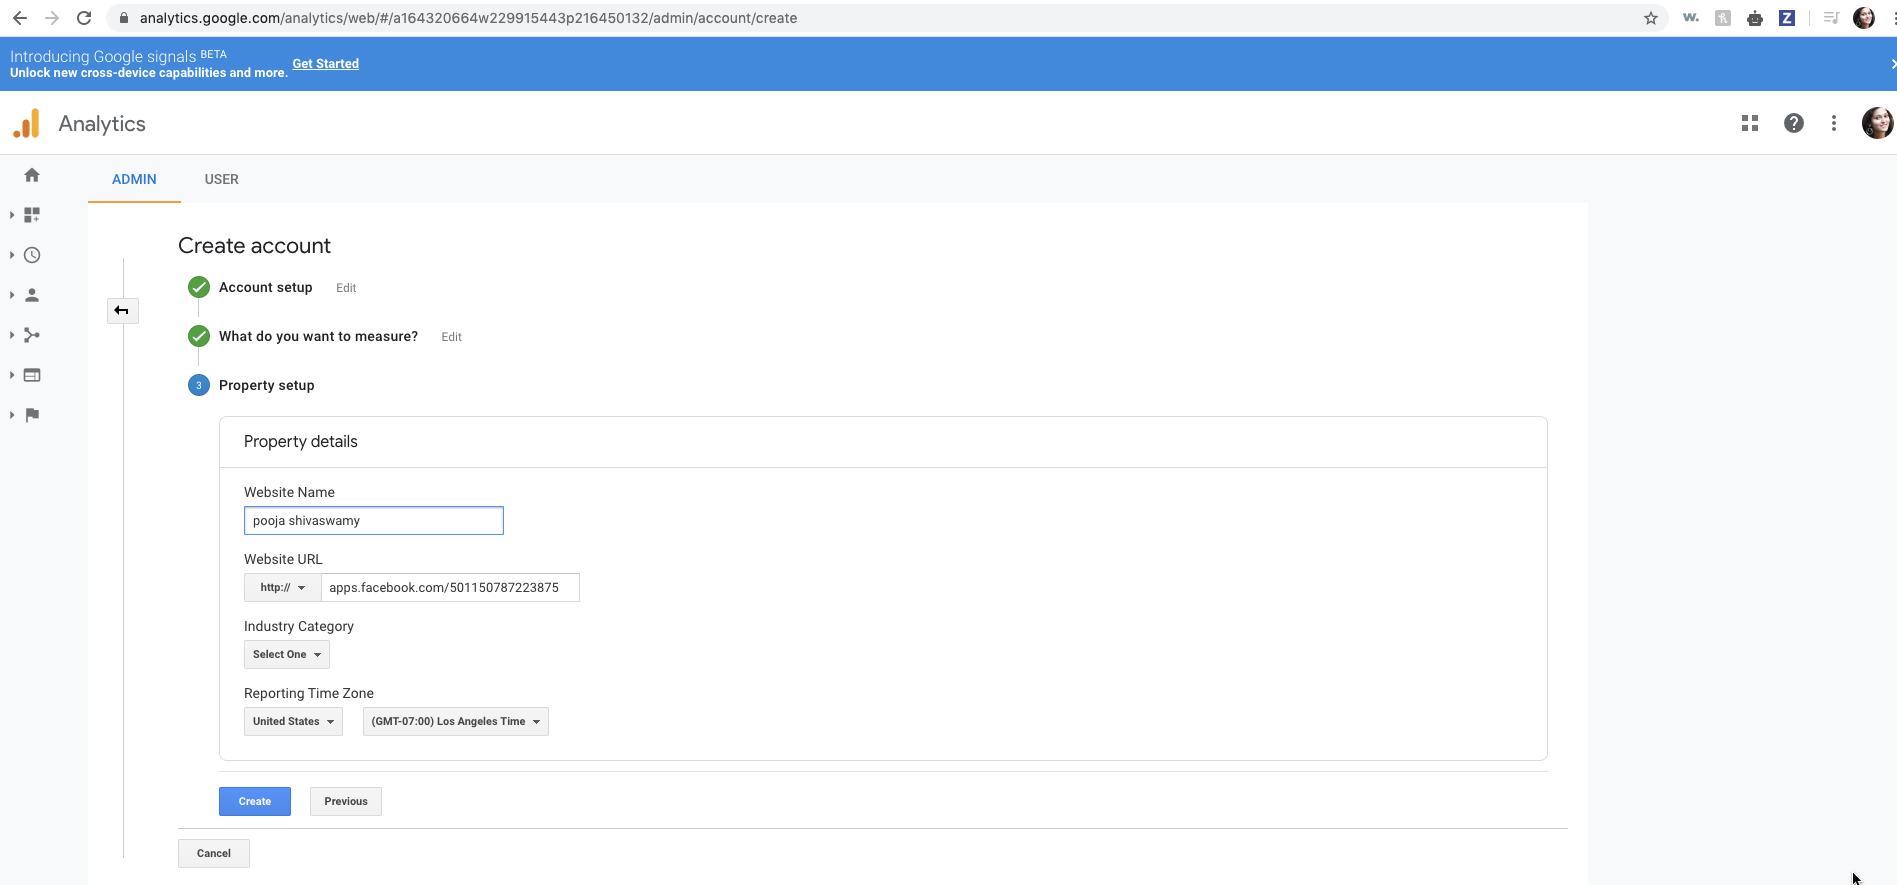 analytics.google.com/analytics/web/#/a164320664w229915443p216450132/admin/account/create
w.
Z
Introducing Google signals BETA
Unlock new cross-device capabilities and more. Get Started
Analytics
ADMIN USER
Create account
Account setup Edit
What do you want to measure? Edit
3 Property setup
Property details
Website Name
pooja shivaswamy
Website URL
http:// apps.facebook.com/501150787223875
Industry Category
Select One
Reporting Time Zone
United States (GMT-07:00) Los Angeles Time
Create Previous
Cancel